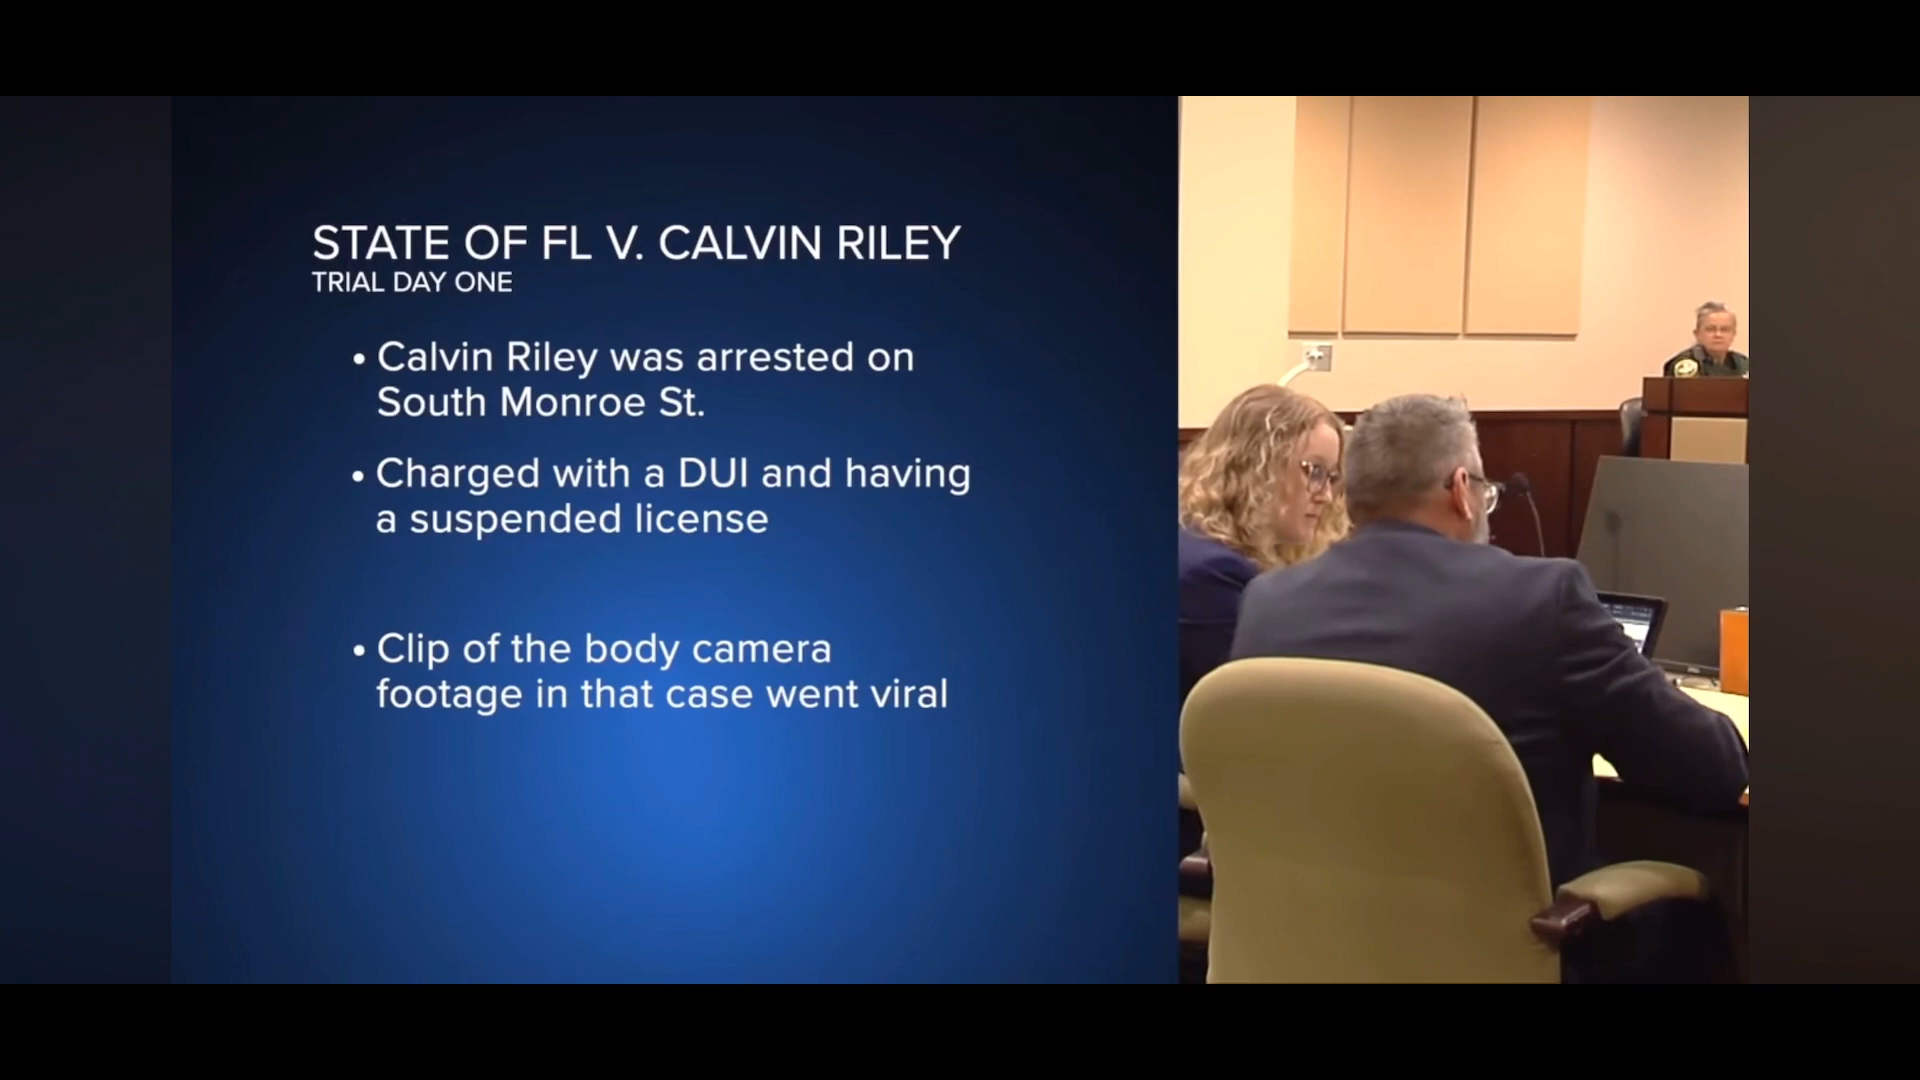 STATE OF FL V. CALVIN RILEY
TRIAL DAY ONE
• Calvin Riley was arrested on
South Monroe St.
• Charged with a DUI and having
a suspended license
• Clip of the body camera
footage in that case went viral